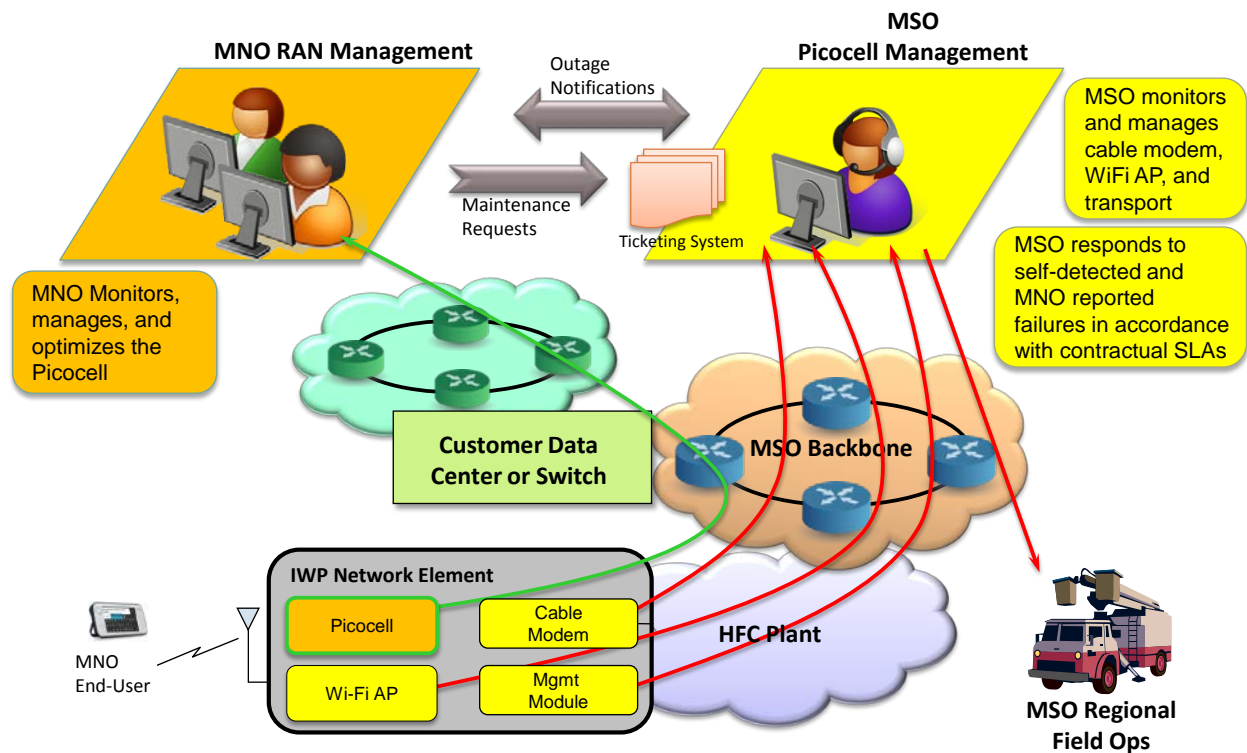 MNO RAN Management
MSO
Picocell Management
Outage
Notifications
Maintenance
Requests
Ticketing System
MSO monitors
and manages
cable modem,
WiFi AP, and
transport
MSO responds to
self-detected and
MNO reported
failures in accordance
with contractual SLAs
MNO Monitors,
manages, and
optimizes the
Picocell
Customer Data
Center or Switch
MSO Backbone
IWP Network Element
Picocell
Cable
Modem
Wi-Fi AP
Mgmt
Module
HFC Plant
MNO
End-User
MSO Regional
Field Ops